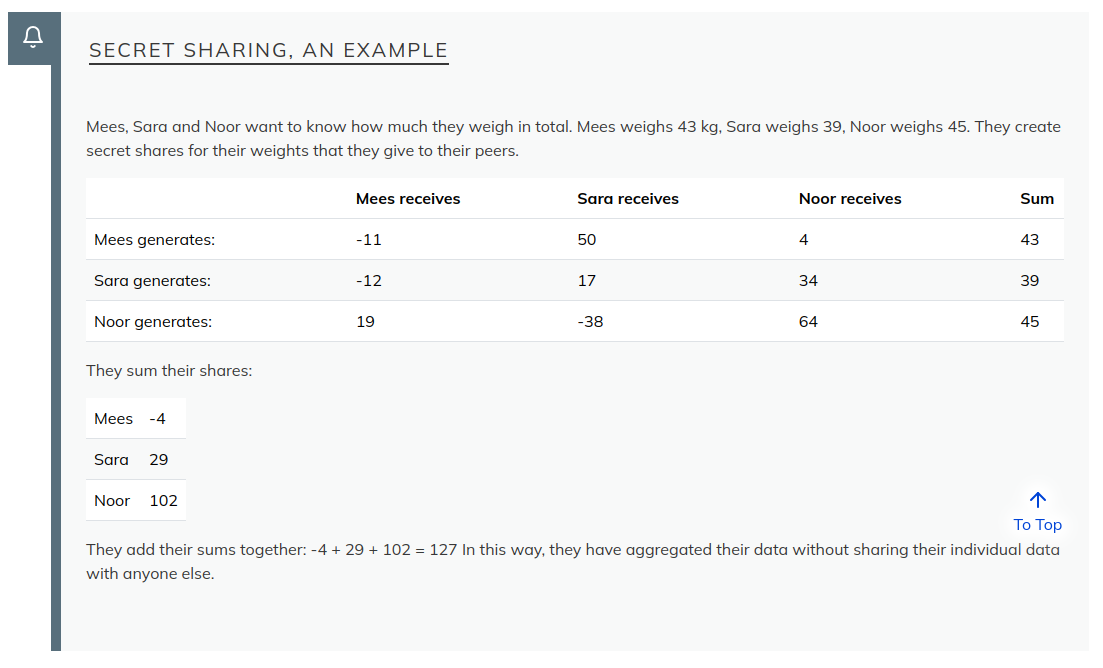 SECRET SHARING, AN EXAMPLE
Mees, Sara and Noor want to know how much they weigh in total. Mees weighs 43 kg, Sara weighs 39, Noor weighs 45. They create
secret shares for their weights that they give to their peers.
Mees receives Sara receives Noor receives Sum
Mees generates: -11 50 4 43
Sara generates: -12 17 34 39
Noor generates: 19 -38 64 45
They sum their shares:
Mees -4
Sara 29
Noor 102
To Top
They add their sums together: -4 + 29 + 102 = 127 In this way, they have aggregated their data without sharing their individual data
with anyone else.